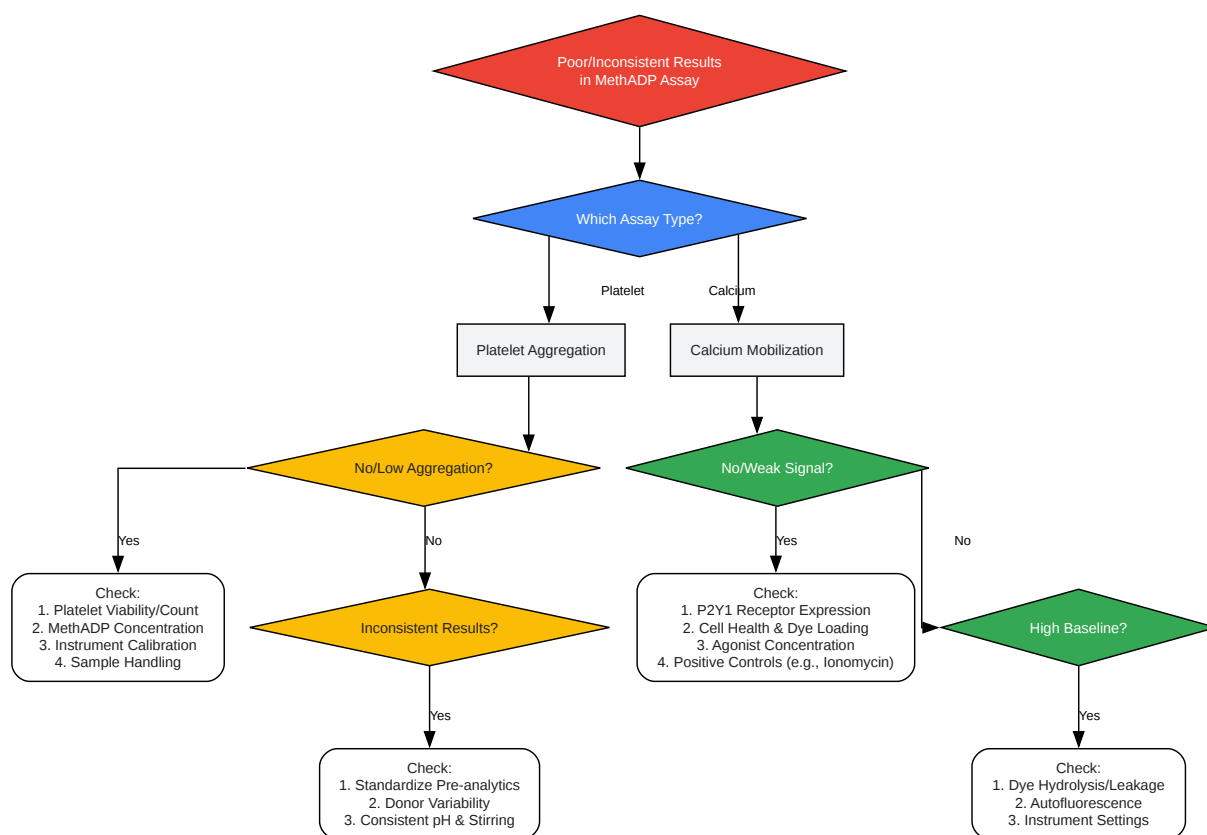 Poor/Inconsistent Results
in MethADP Assay
Which Assay Type?
Platelet
Calcium
Platelet Aggregation
Calcium Mobilization
No/Low Aggregation?
No/Weak Signal?
Yes
No
Yes
No
Check:
1. Platelet Viability/Count
2. MethADP Concentration
3. Instrument Calibration
4. Sample Handling
Inconsistent Results?
Check:
1. P2Y1 Receptor Expression
2. Cell Health & Dye Loading
3. Agonist Concentration
4. Positive Controls (e.g., Ionomycin)
High Baseline?
Yes
Yes
Check:
1. Standardize Pre-analytics
2. Donor Variability
3. Consistent pH & Stirring
Check:
1. Dye Hydrolysis/Leakage
2. Autofluorescence
3. Instrument Settings